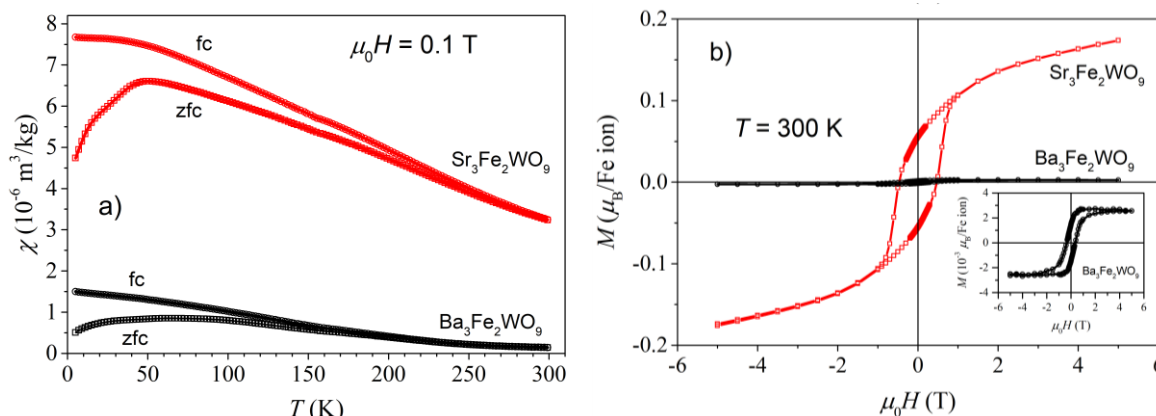 8
7
6
5
4
3
2
1
0
χ (10⁻⁶ m³/kg)
fc
μ₀H = 0.1 T
zfc
Sr₃Fe₂WO₉
a)
fc
Ba₃Fe₂WO₉
zfc
0 50 100 150 200 250 300
T (K)
0.2
0.1
0.0
-0.1
-0.2
M (μB/Fe ion)
b)
Sr₃Fe₂WO₉
T = 300 K
Ba₃Fe₂WO₉
4
2
0
-2
-4
M (10⁻³ μB/Fe ion)
Ba₃Fe₂WO₉
-6 -4 -2 0 2 4 6
μ₀H (T)
-6 -4 -2 0 2 4 6
μ₀H (T)